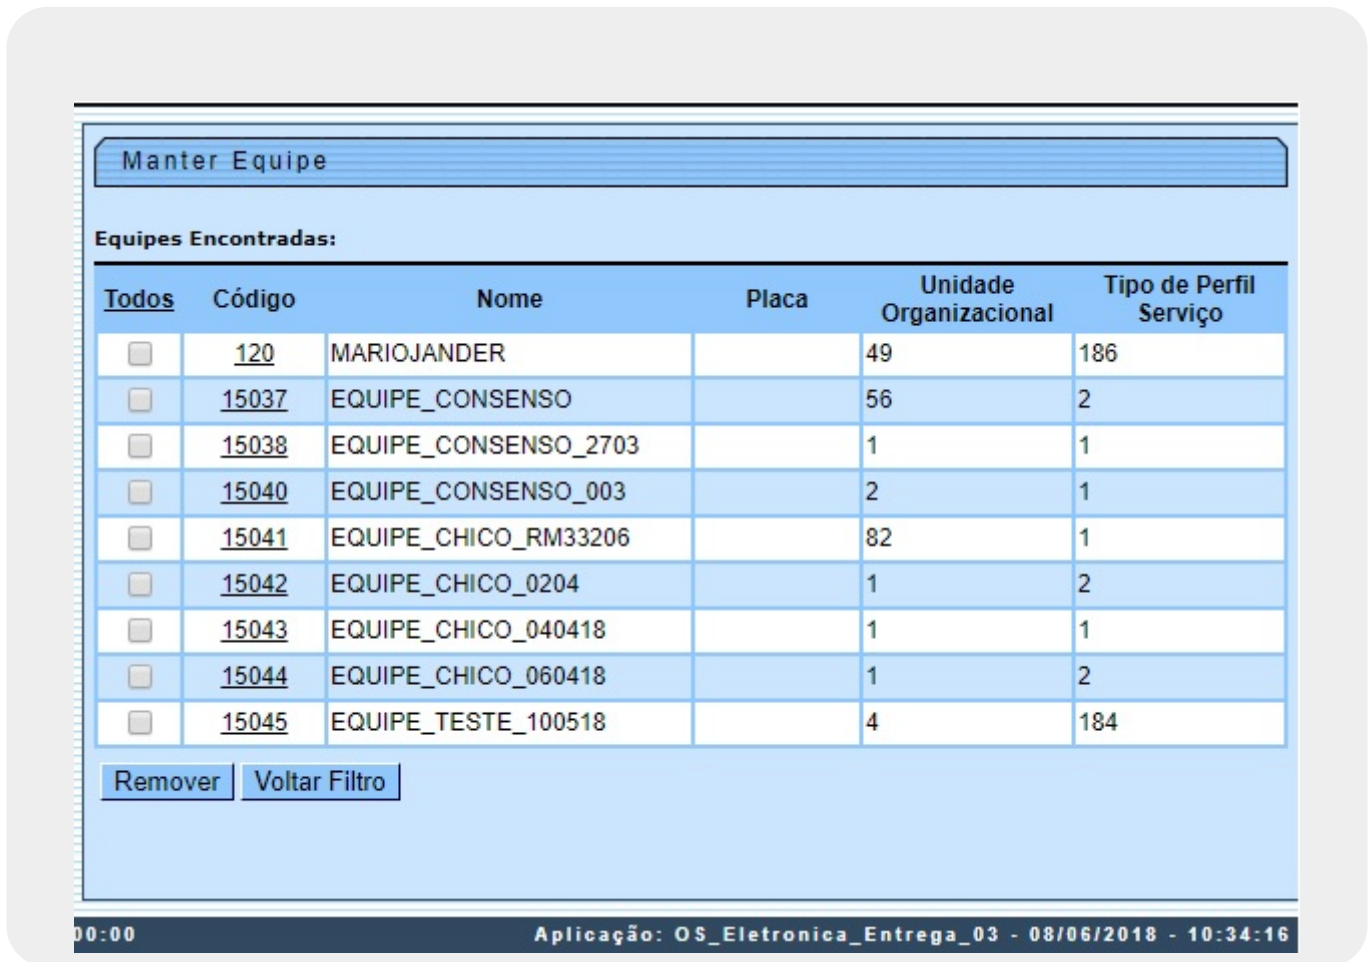 Manter Equipe
Equipes Encontradas:
Todos Código Nome Placa Unidade Organizacional Tipo de Perfil Serviço
120 MARIOJANDER 49 186
15037 EQUIPE_CONSENSO 56 2
15038 EQUIPE_CONSENSO_2703 1 1
15040 EQUIPE_CONSENSO_003 2 1
15041 EQUIPE_CHICO_RM33206 82 1
15042 EQUIPE_CHICO_0204 1 2
15043 EQUIPE_CHICO_040418 1 1
15044 EQUIPE_CHICO_060418 1 2
15045 EQUIPE_TESTE_100518 4 184
Remover Voltar Filtro
00:00 Aplicação: OS_Eletronica_Entrega_03 - 08/06/2018 - 10:34:16